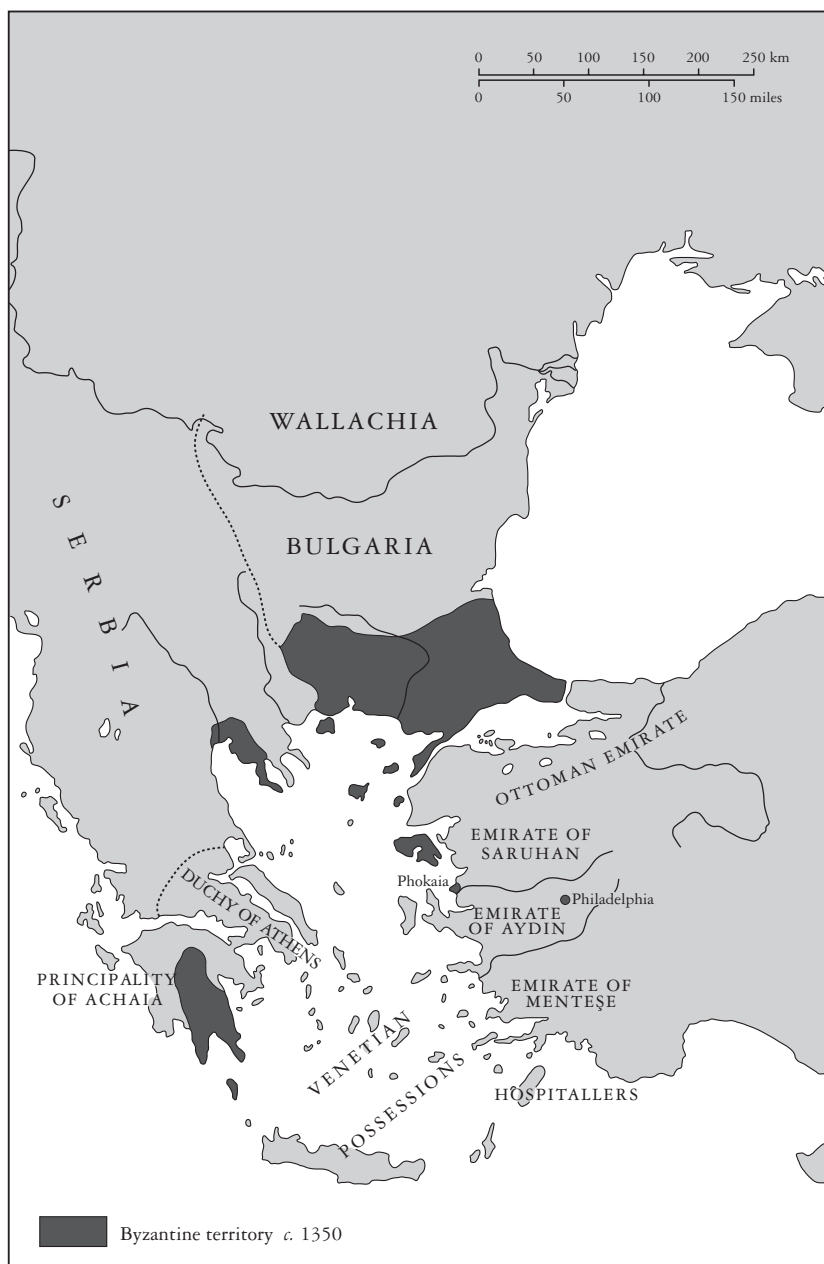 0 50 100 150 200 250 km
0 50 100 150 miles
WALLACHIA
SERBIA
BULGARIA
OTTOMAN EMIRATE
EMIRATE OF
SARUHAN
Phokaia
Philadelphia
DUCHY OF ATHENS
EMIRATE
OF AYDIN
PRINCIPALITY
OF ACHAIA
EMIRATE OF
MENTEŞE
VENETIAN
POSSESSIONS
HOSPITALLERS
Byzantine territory c. 1350